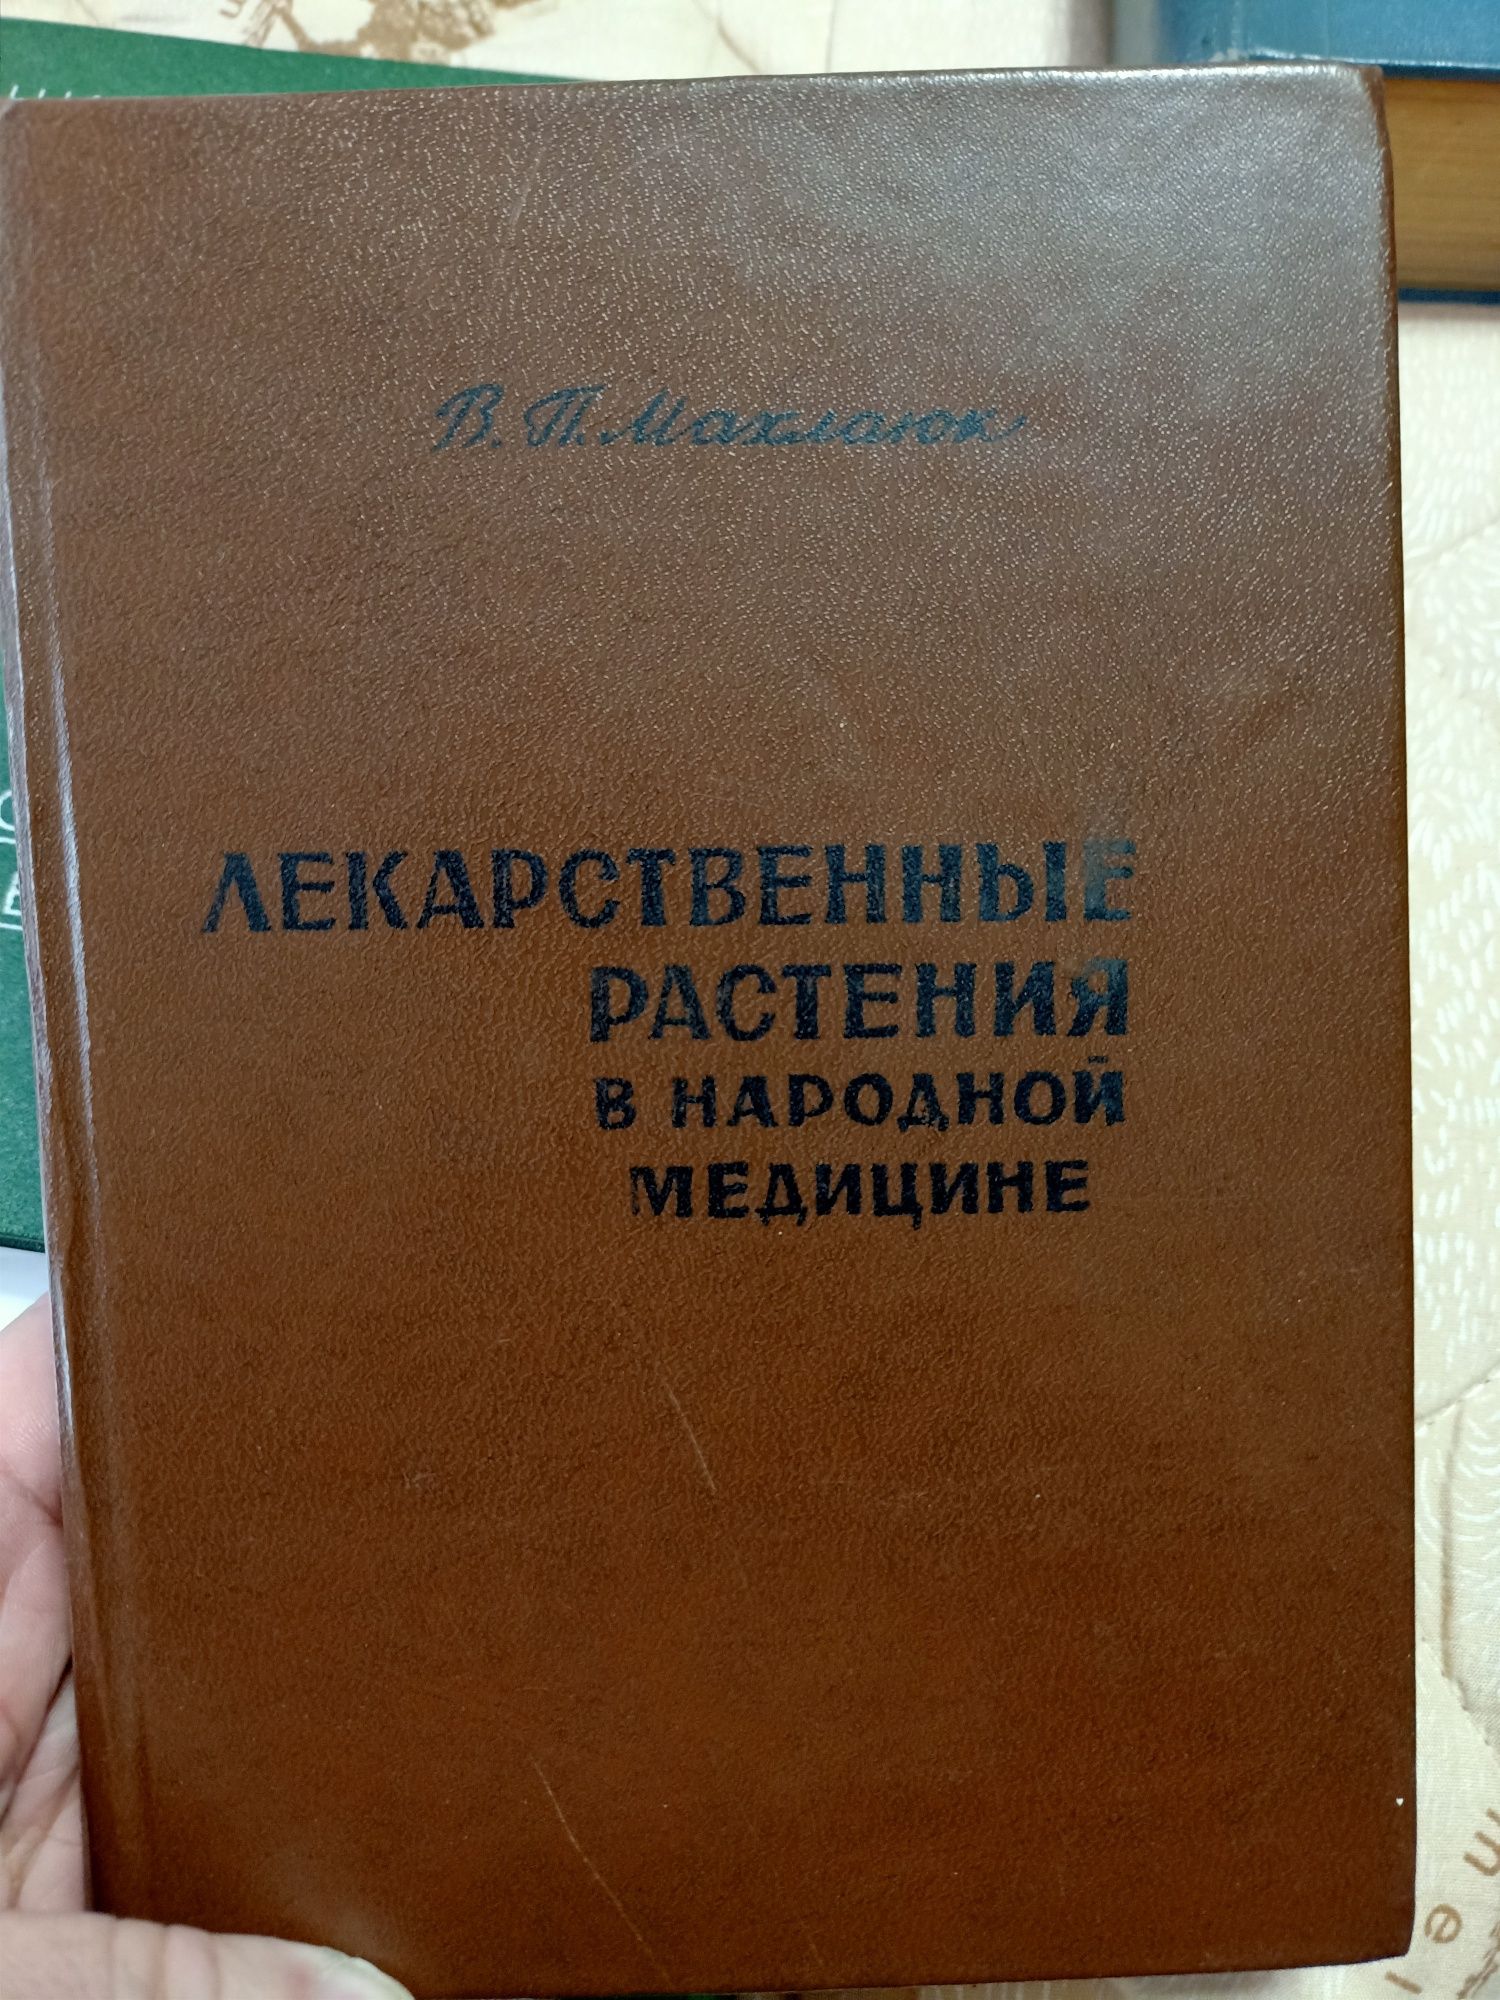 В. П. Махлаюк
ЛЕКАРСТВЕННЫЕ
РАСТЕНИЯ
В НАРОДНОЙ
МЕДИЦИНЕ